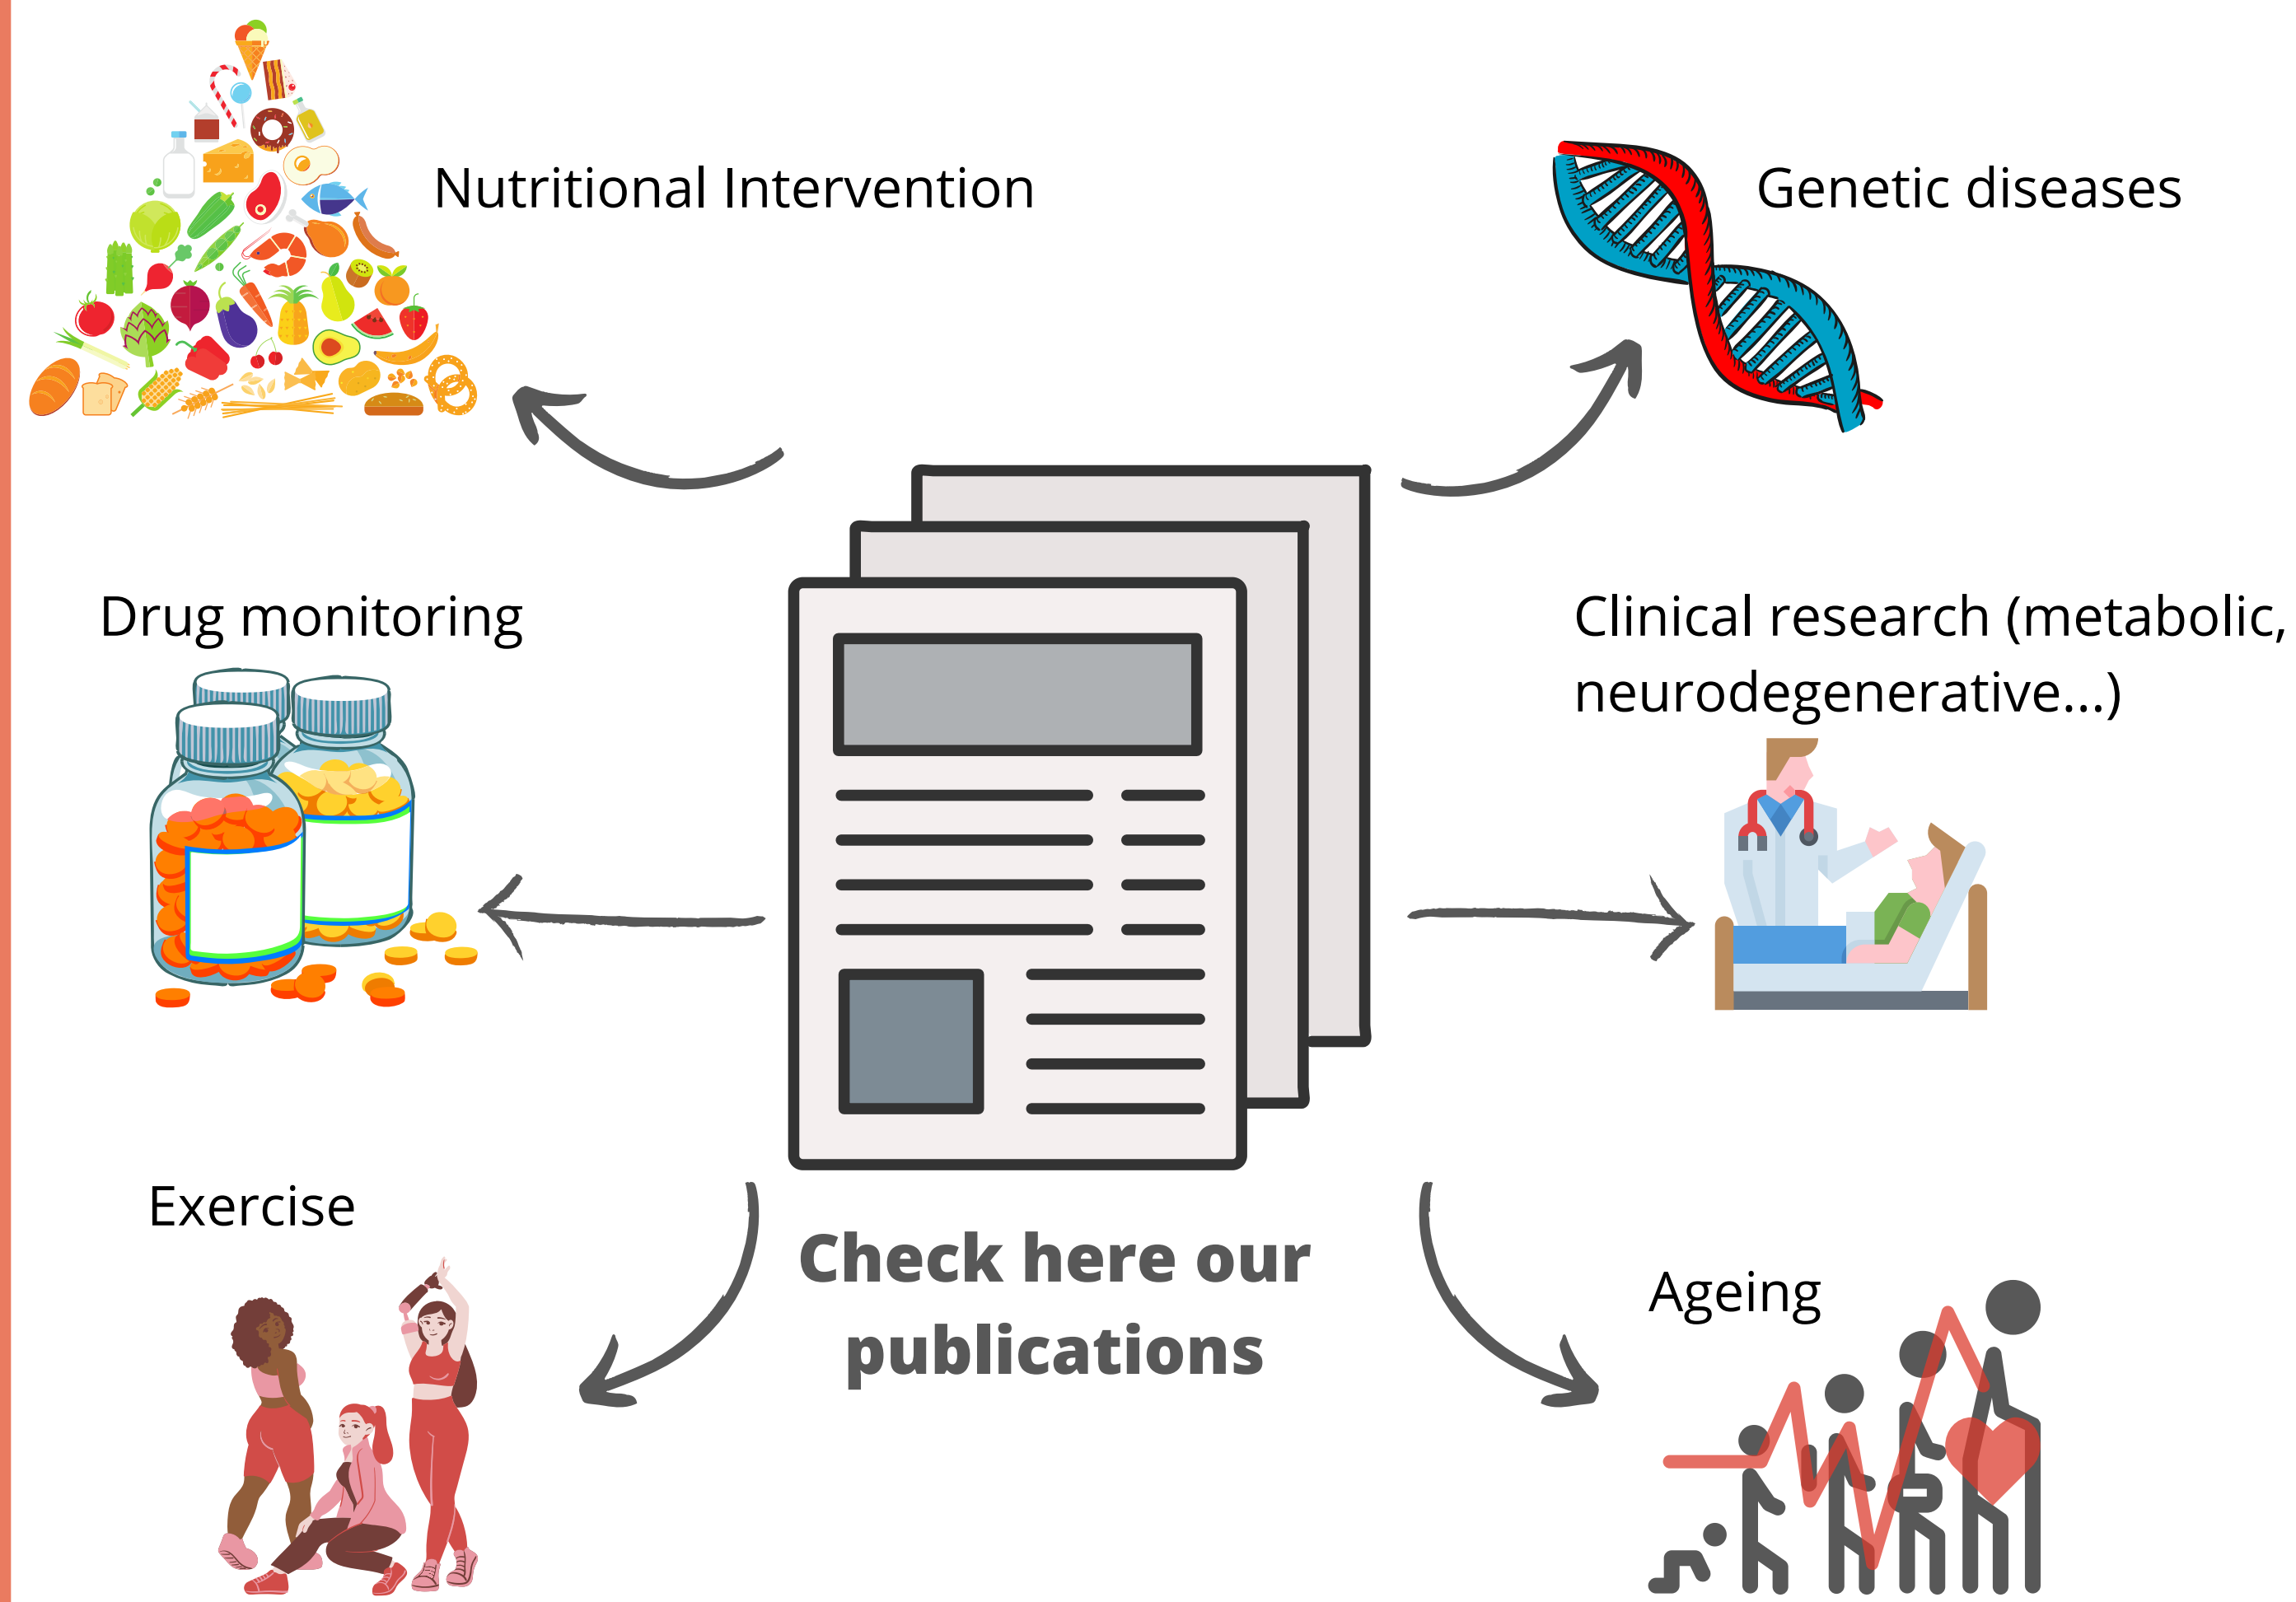 Nutritional Intervention
Genetic diseases
Drug monitoring
Clinical research (metabolic,
neurodegenerative...)
Exercise
Check here our
publications
Ageing